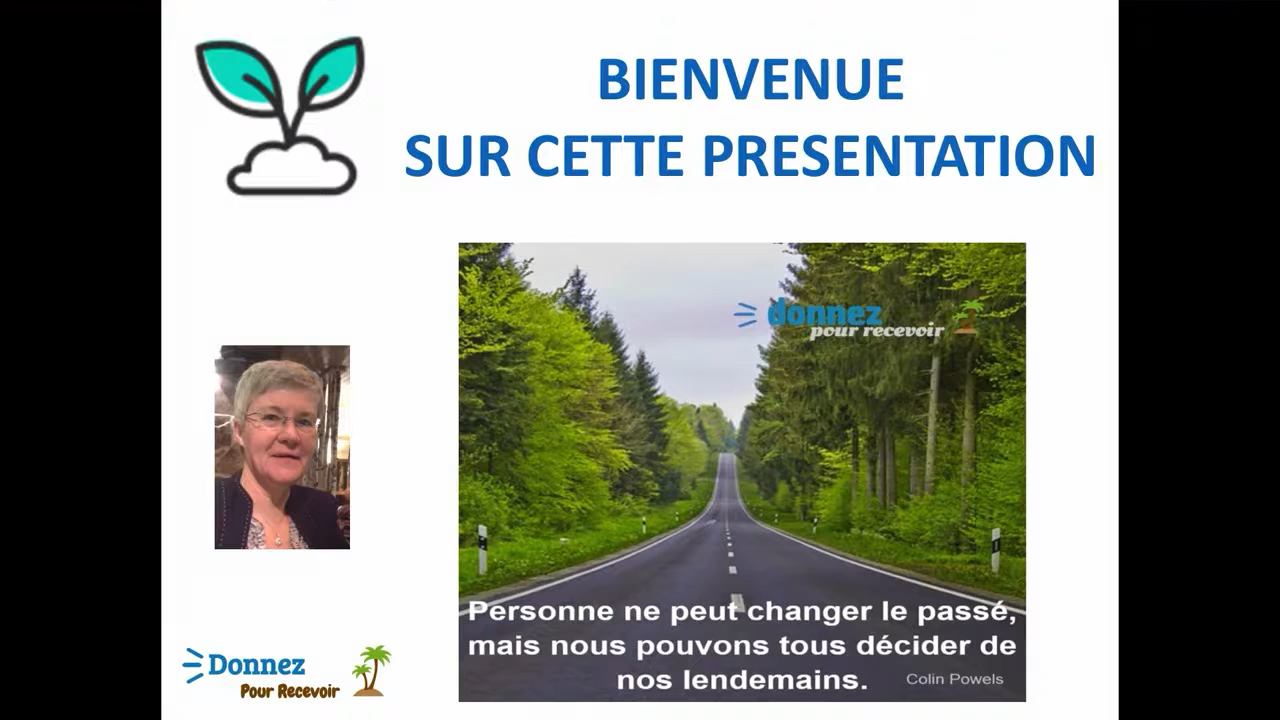 BIENVENUE
SUR CETTE PRESENTATION
donnez
pour recevoir
Personne ne peut changer le passé,
mais nous pouvons tous décider de
nos lendemains.
Colin Powels
Donnez
Pour Recevoir